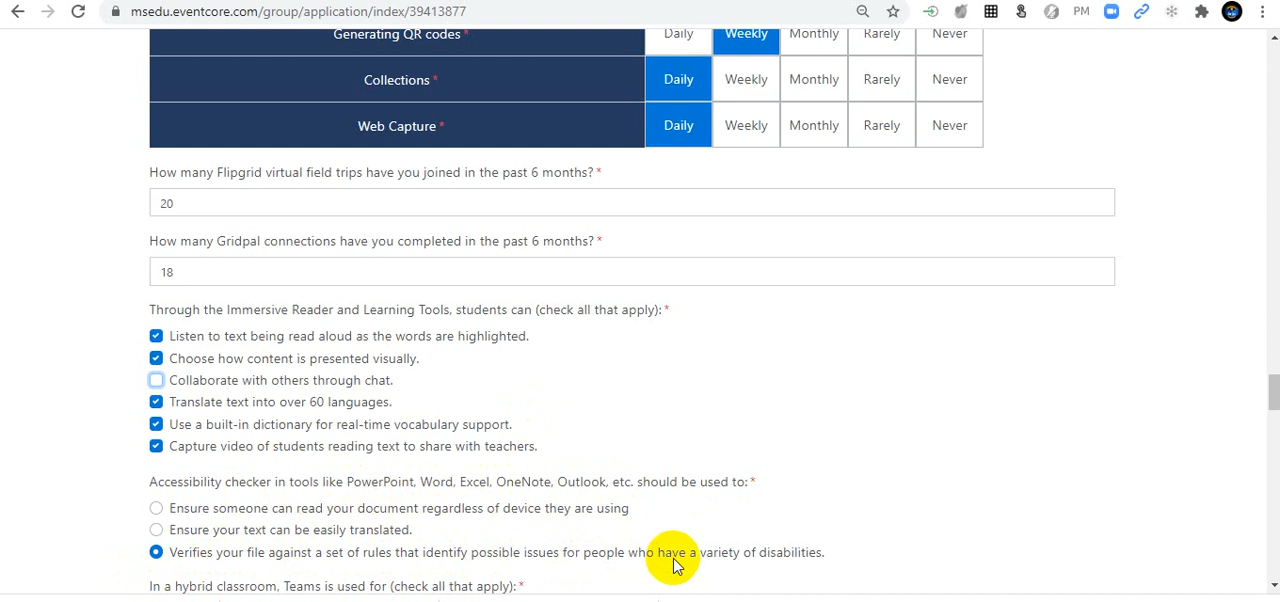 msedu.eventcore.com/group/application/index/39413877
PM
Generating QR codes * Daily Weekly Monthly Rarely Never
Collections * Daily Weekly Monthly Rarely Never
Web Capture * Daily Weekly Monthly Rarely Never
How many Flipgrid virtual field trips have you joined in the past 6 months? *
20
How many Gridpal connections have you completed in the past 6 months? *
18
Through the Immersive Reader and Learning Tools, students can (check all that apply): *
Listen to text being read aloud as the words are highlighted.
Choose how content is presented visually.
Collaborate with others through chat.
Translate text into over 60 languages.
Use a built-in dictionary for real-time vocabulary support.
Capture video of students reading text to share with teachers.
Accessibility checker in tools like PowerPoint, Word, Excel, OneNote, Outlook, etc. should be used to: *
Ensure someone can read your document regardless of device they are using
Ensure your text can be easily translated.
Verifies your file against a set of rules that identify possible issues for people who have a variety of disabilities.
In a hybrid classroom, Teams is used for (check all that apply): *